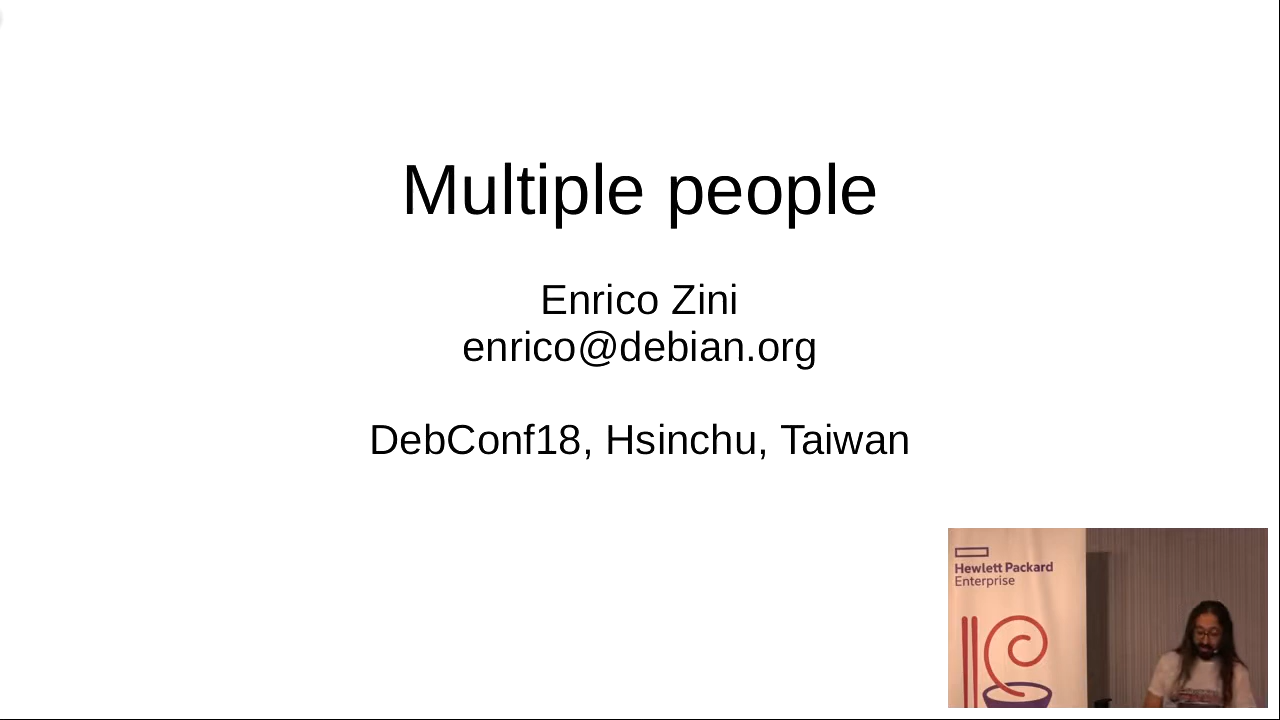 Multiple people
Enrico Zini
enrico@debian.org
DebConf18, Hsinchu, Taiwan
Hewlett Packard
Enterprise